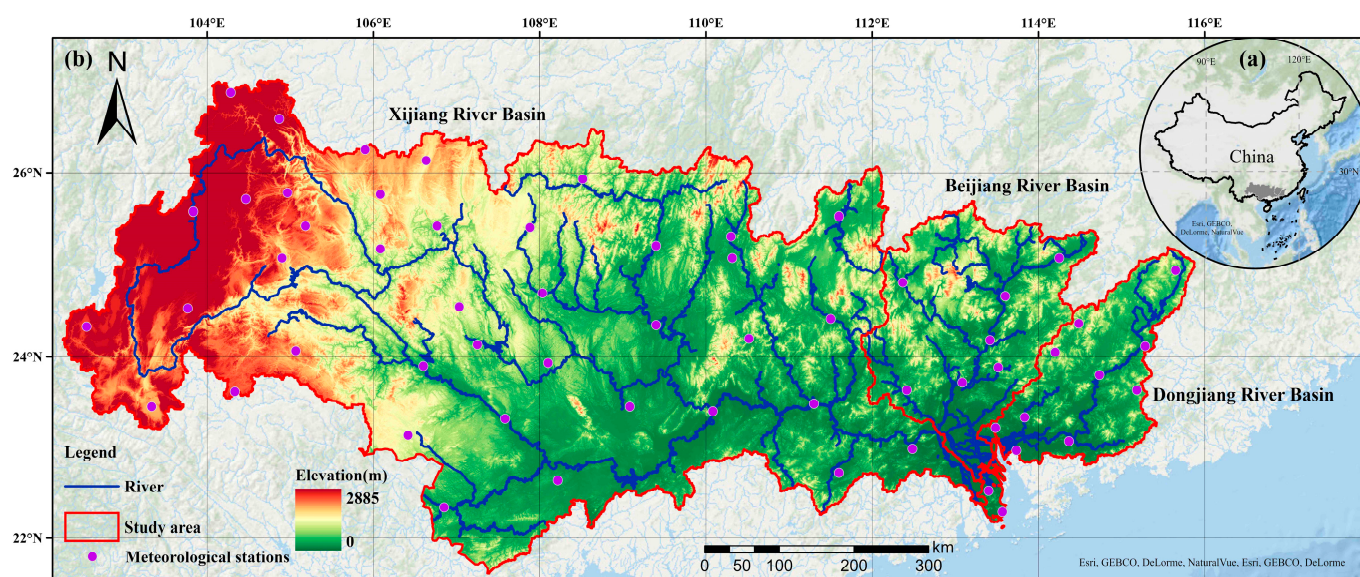 104°E 106°E 108°E 110°E 112°E 114°E 116°E
(b)
N
Xijiang River Basin
(a)
90°E 120°E
China
30°N
Esri, GEBCO,
DeLorme, NaturalVue
26°N
Beijiang River Basin
24°N
Dongjiang River Basin
Legend
River
Study area
Meteorological stations
Elevation(m)
2885
0
22°N
km
0 50 100 200 300
Esri, GEBCO, DeLorme, NaturalVue, Esri, GEBCO, DeLorme